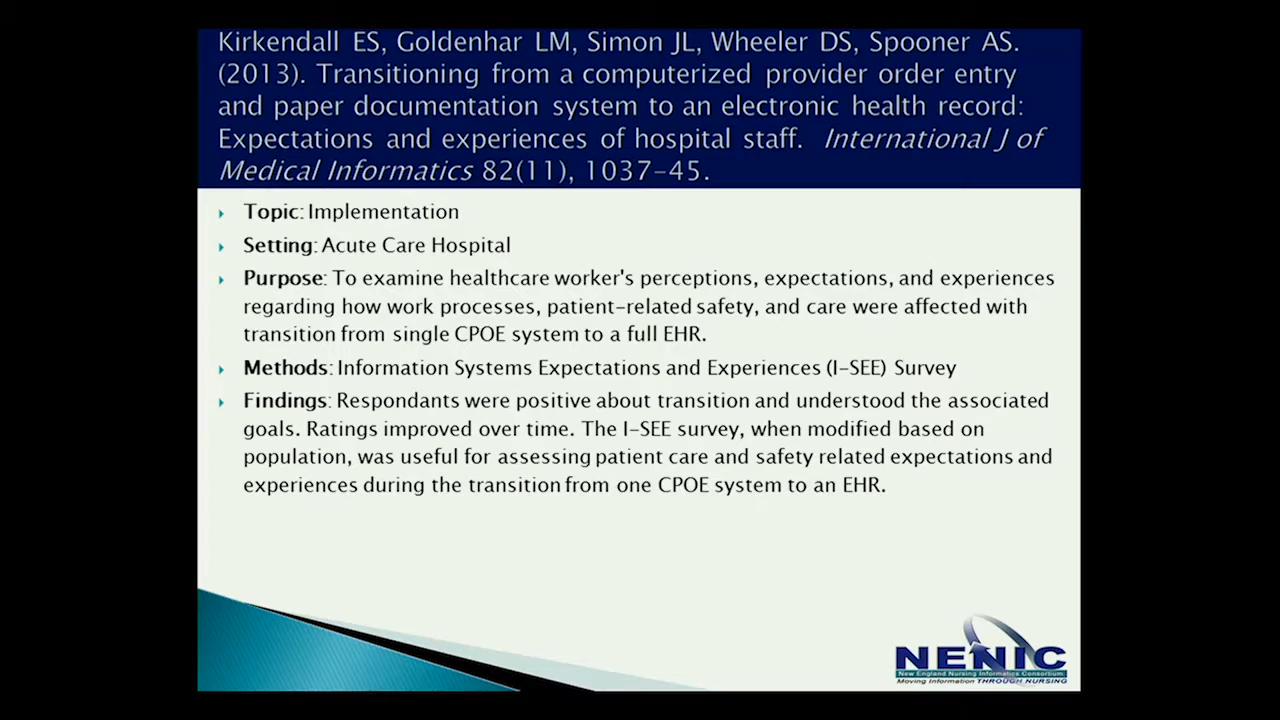 Kirkendall ES, Goldenhar LM, Simon JL, Wheeler DS, Spooner AS.
(2013). Transitioning from a computerized provider order entry
and paper documentation system to an electronic health record:
Expectations and experiences of hospital staff. International J of
Medical Informatics 82(11), 1037-45.
Topic: Implementation
Setting: Acute Care Hospital
Purpose: To examine healthcare worker's perceptions, expectations, and experiences
regarding how work processes, patient-related safety, and care were affected with
transition from single CPOE system to a full EHR.
Methods: Information Systems Expectations and Experiences (I-SEE) Survey
Findings: Respondants were positive about transition and understood the associated
goals. Ratings improved over time. The I-SEE survey, when modified based on
population, was useful for assessing patient care and safety related expectations and
experiences during the transition from one CPOE system to an EHR.
NENIC
New England Nursing Informatics Consortium
Moving Information THROUGH NURSING